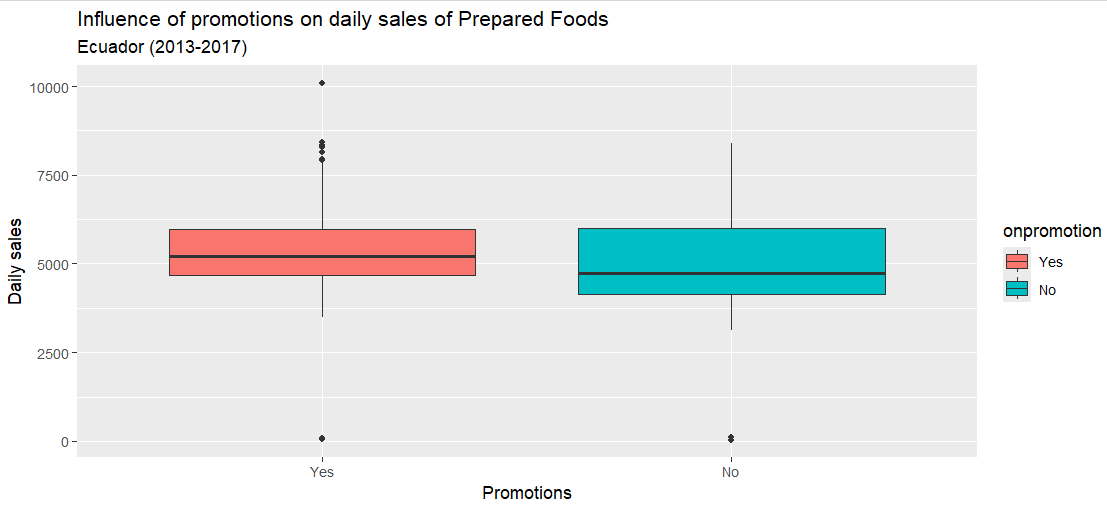 Influence of promotions on daily sales of Prepared Foods
Ecuador (2013-2017)
10000
7500
5000
2500
0
Daily sales
Yes
No
Promotions
onpromotion
Yes
No